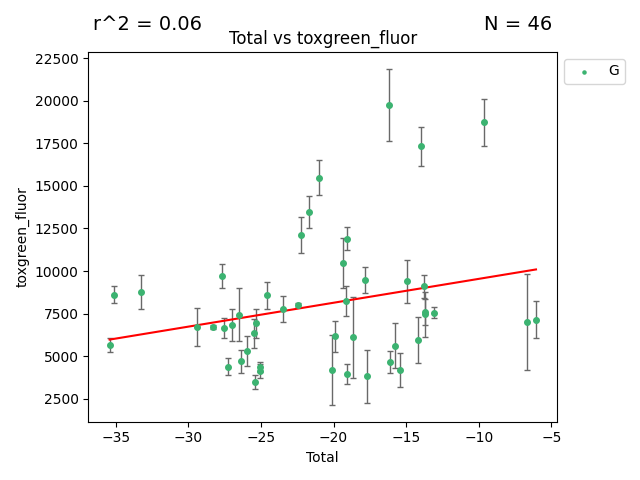 r^2 = 0.06
N = 46
Total vs toxgreen_fluor
G
22500
20000
17500
15000
12500
10000
7500
5000
2500
toxgreen_fluor
−35
−30
−25
−20
−15
−10
−5
Total